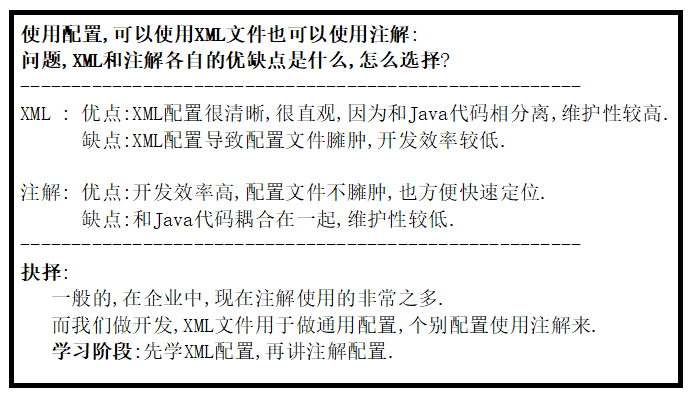 使用配置,可以使用XML文件也可以使用注解:
问题,XML和注解各自的优缺点是什么,怎么选择?
-------------------------------------------------------
XML : 优点:XML配置很清晰,很直观,因为和Java代码相分离,维护性较高.
缺点:XML配置导致配置文件臃肿,开发效率较低.
注解: 优点:开发效率高,配置文件不臃肿,也方便快速定位.
缺点:和Java代码耦合在一起,维护性较低.
-------------------------------------------------------
抉择:
一般的,在企业中,现在注解使用的非常之多.
而我们做开发,XML文件用于做通用配置,个别配置使用注解来.
学习阶段:先学XML配置,再讲注解配置.